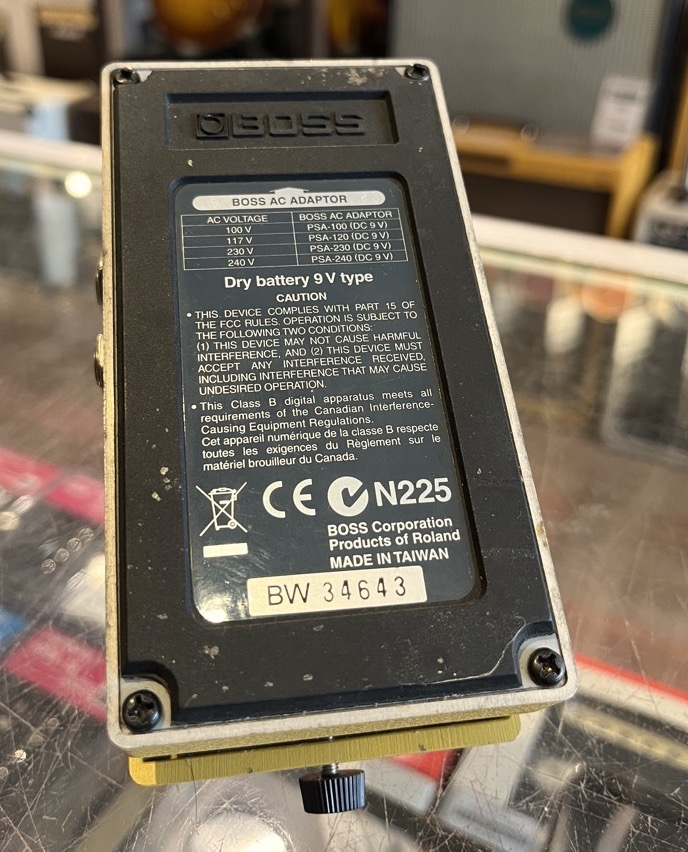 BOSS
BOSS AC ADAPTOR
AC VOLTAGE BOSS AC ADAPTOR
100 V PSA-100 (DC 9 V)
117 V PSA-120 (DC 9 V)
230 V PSA-230 (DC 9 V)
240 V PSA-240 (DC 9 V)
Dry battery 9 V type
CAUTION
• THIS DEVICE COMPLIES WITH PART 15 OF
THE FCC RULES. OPERATION IS SUBJECT TO
THE FOLLOWING TWO CONDITIONS:
(1) THIS DEVICE MAY NOT CAUSE HARMFUL
INTERFERENCE, AND (2) THIS DEVICE MUST
ACCEPT ANY INTERFERENCE RECEIVED,
INCLUDING INTERFERENCE THAT MAY CAUSE
UNDESIRED OPERATION.
• This Class B digital apparatus meets all
requirements of the Canadian Interference-
Causing Equipment Regulations.
Cet appareil numérique de la classe B respecte
toutes les exigences du Règlement sur le
matériel brouilleur du Canada.
CE N225
BOSS Corporation
Products of Roland
MADE IN TAIWAN
BW 34643